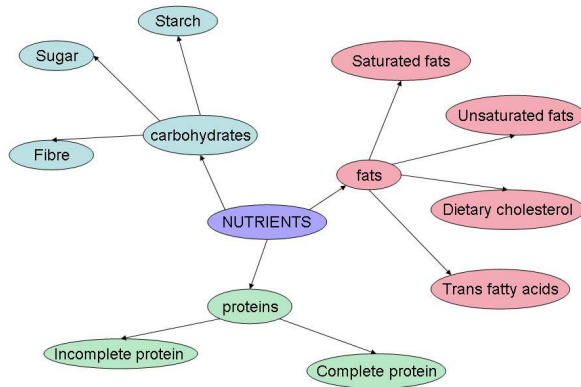 Starch
Sugar
Saturated fats
Unsaturated fats
carbohydrates
Fibre
fats
Dietary cholesterol
NUTRIENTS
Trans fatty acids
proteins
Incomplete protein
Complete protein